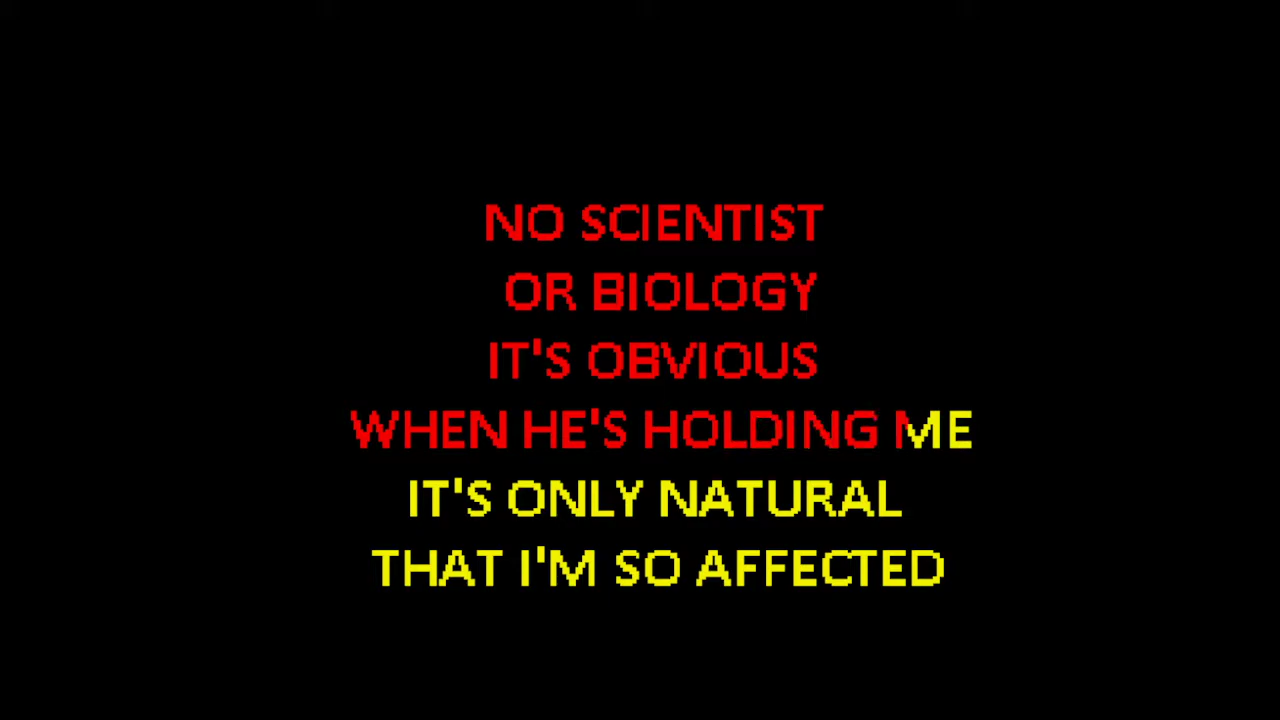 NO SCIENTIST
OR BIOLOGY
IT'S OBVIOUS
WHEN HE'S HOLDING ME
IT'S ONLY NATURAL
THAT I'M SO AFFECTED